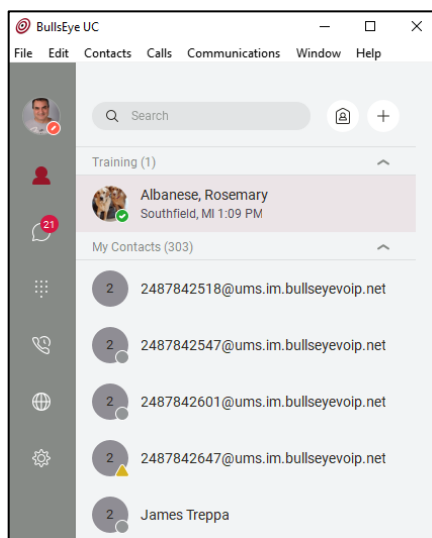 BullsEye UC
File Edit Contacts Calls Communications Window Help
Search
Training (1)
Albanese, Rosemary
Southfield, MI 1:09 PM
21
My Contacts (303)
2 2487842518@ums.im.bullseyevoip.net
2 2487842547@ums.im.bullseyevoip.net
2 2487842601@ums.im.bullseyevoip.net
2 2487842647@ums.im.bullseyevoip.net
2 James Treppa